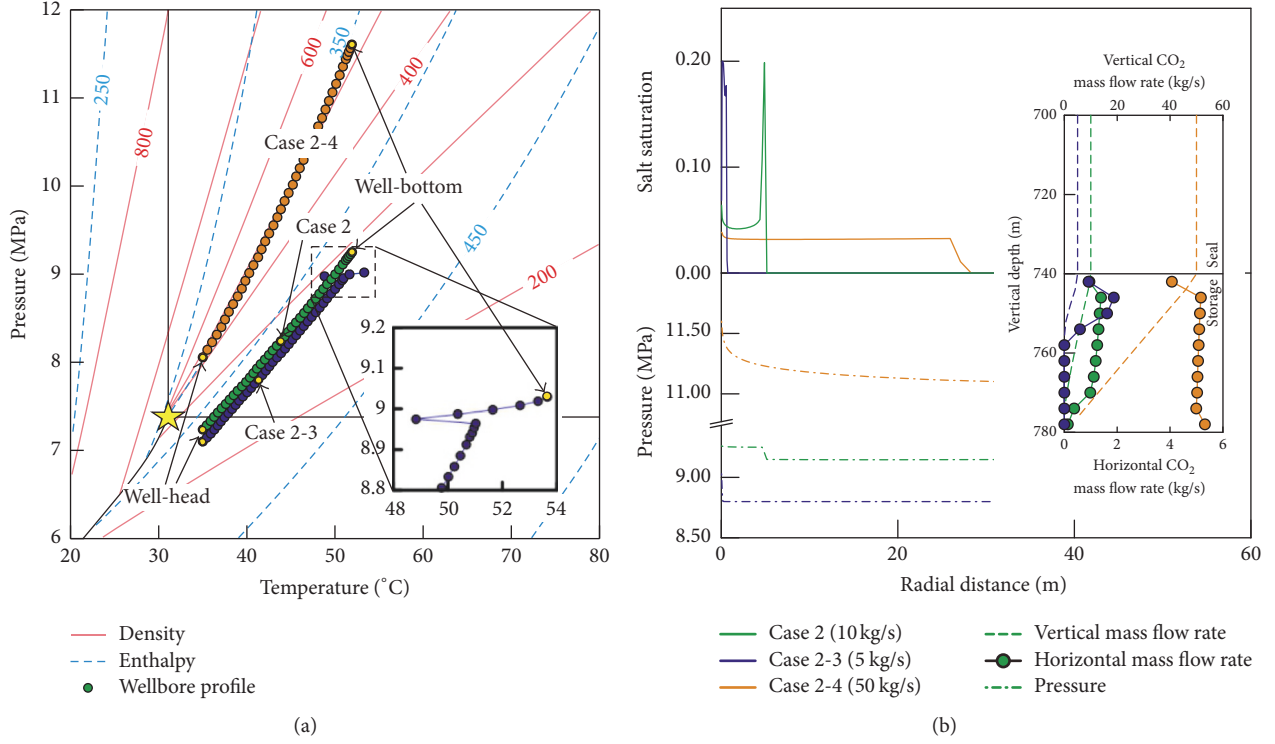 12
11
10
9
8
7
6
Pressure (MPa)
20
30
40
50
60
70
80
Temperature (°C)
250
800
600
350
400
450
200
Case 2-4
Well-bottom
Case 2
Case 2-3
Well-head
9.2
9.1
9
8.9
8.8
48
50
52
54
Density
Enthalpy
Wellbore profile
(a)
0.20
0.10
0.00
Salt saturation
11.50
11.00
9.00
8.50
Pressure (MPa)
0
20
40
60
Radial distance (m)
Vertical CO2
mass flow rate (kg/s)
0
20
40
60
700
720
740
760
780
Vertical depth (m)
Seal
Storage
0
2
4
6
Horizontal CO2
mass flow rate (kg/s)
Case 2 (10 kg/s)
Case 2-3 (5 kg/s)
Case 2-4 (50 kg/s)
Vertical mass flow rate
Horizontal mass flow rate
Pressure
(b)